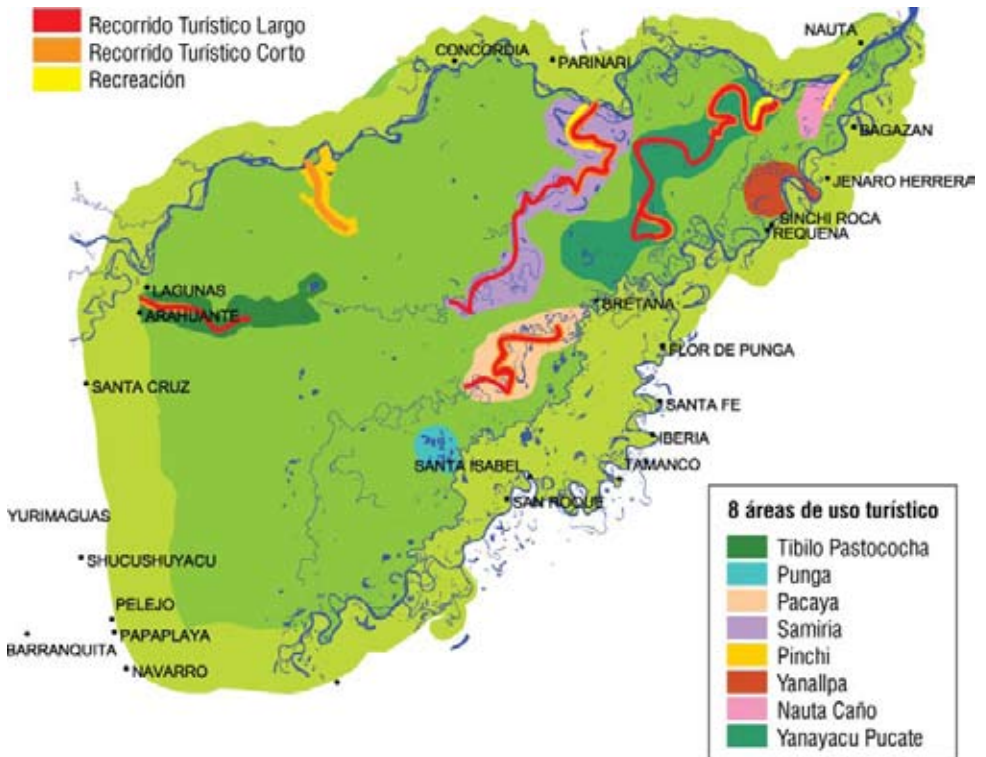 Recorrido Turístico Largo
Recorrido Turístico Corto
Recreación
NAUTA
CONCORDIA
PARINARI
BAGAZAN
JENARO HERRERA
SINCHI ROCA
REQUENA
LAGUNAS
ARAHUANTE
BRETANA
FLOR DE PUNGA
SANTA CRUZ
SANTA FE
IBERIA
TAMANCO
SANTA ISABEL
SAN ROQUE
YURIMAGUAS
SHUCUSHUYACU
PELEJO
PAPAPLAYA
BARRANQUITA
NAVARRO
8 áreas de uso turístico
Tibilo Pastococha
Punga
Pacaya
Samiria
Pinchi
Yanallpa
Nauta Caño
Yanayacu Pucate